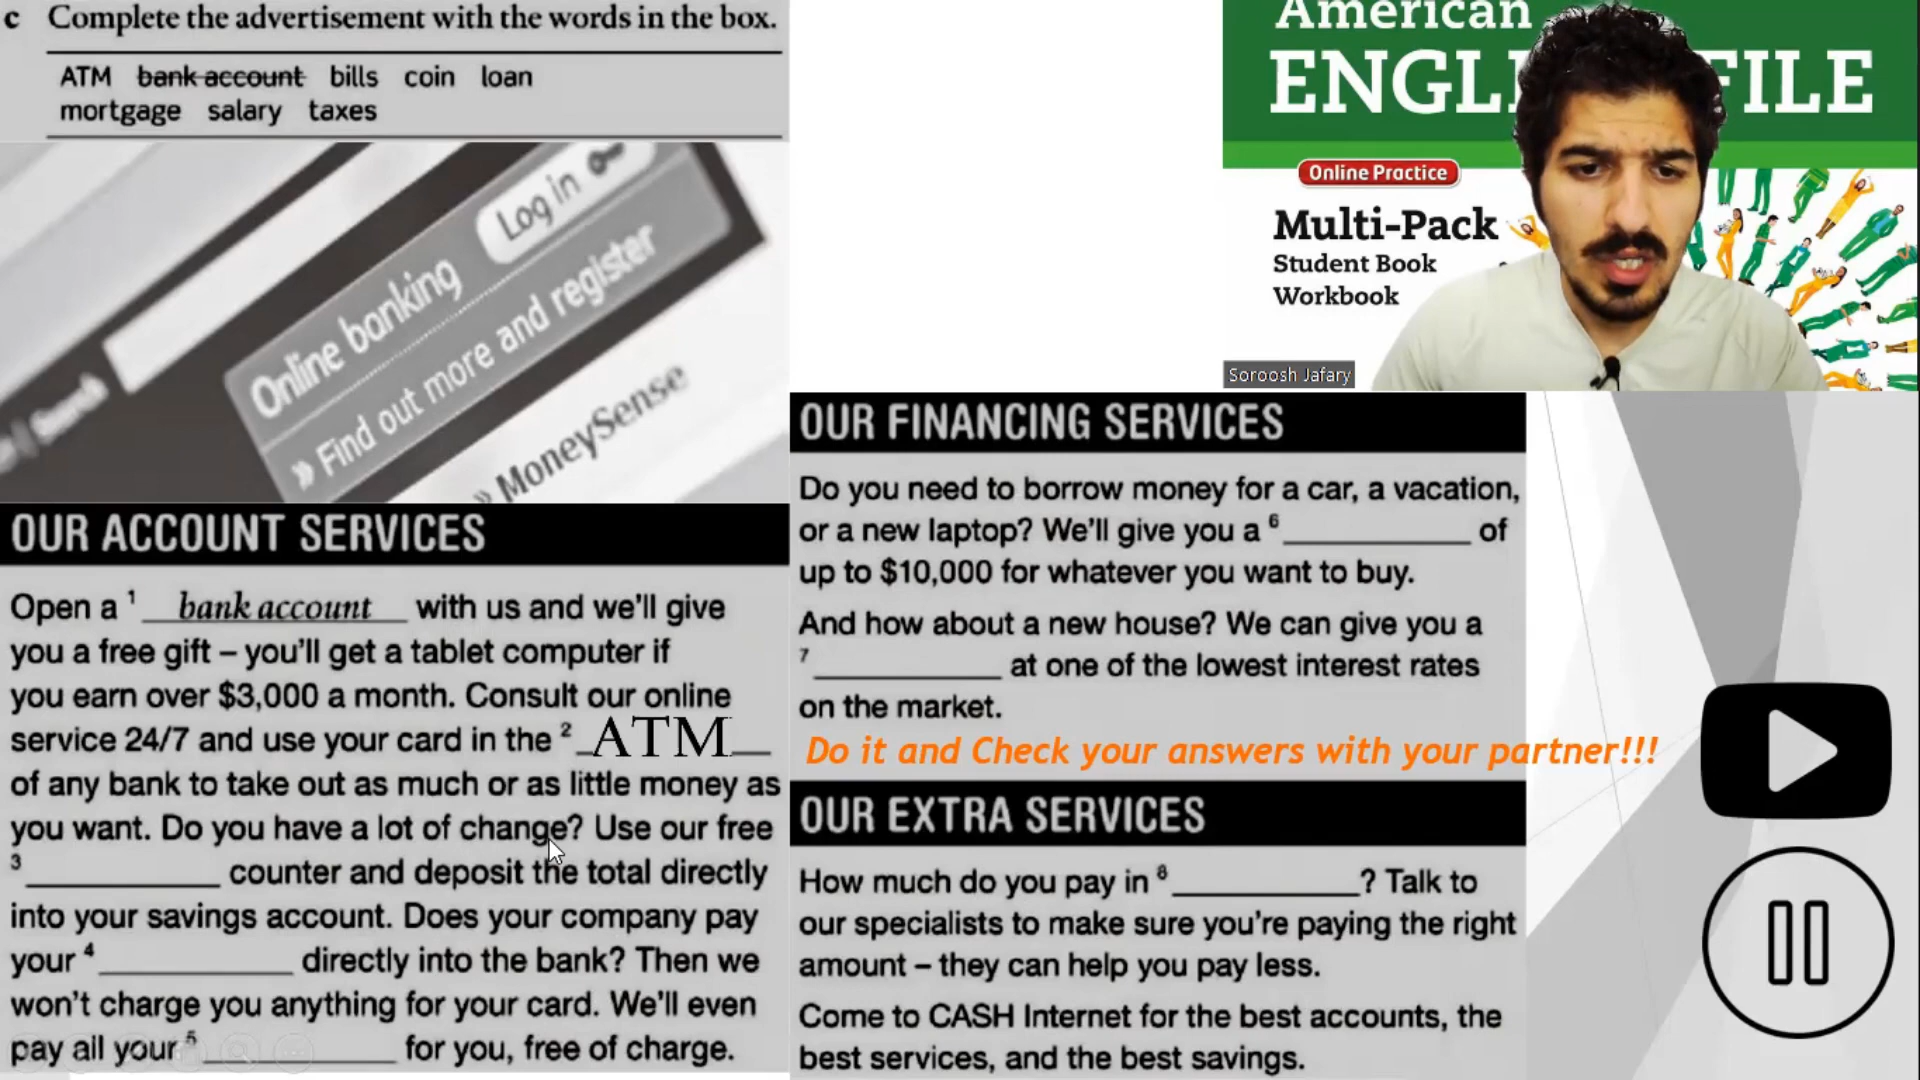 c Complete the advertisement with the words in the box.
ATM bank account bills coin loan
mortgage salary taxes
Log in
Online banking
» Find out more and register
Search
» MoneySense
OUR ACCOUNT SERVICES
Open a 1 bank account with us and we'll give
you a free gift – you'll get a tablet computer if
you earn over $3,000 a month. Consult our online
service 24/7 and use your card in the 2 ATM
of any bank to take out as much or as little money as
you want. Do you have a lot of change? Use our free
3 __________ counter and deposit the total directly
into your savings account. Does your company pay
your 4 __________ directly into the bank? Then we
won't charge you anything for your card. We'll even
pay all your 5 __________ for you, free of charge.
American
ENGL FILE
Online Practice
Multi-Pack
Student Book
Workbook
Soroosh Jafary
OUR FINANCING SERVICES
Do you need to borrow money for a car, a vacation,
or a new laptop? We'll give you a 6 __________ of
up to $10,000 for whatever you want to buy.
And how about a new house? We can give you a
7 __________ at one of the lowest interest rates
on the market.
Do it and Check your answers with your partner!!!
OUR EXTRA SERVICES
How much do you pay in 8 __________? Talk to
our specialists to make sure you're paying the right
amount – they can help you pay less.
Come to CASH Internet for the best accounts, the
best services, and the best savings.